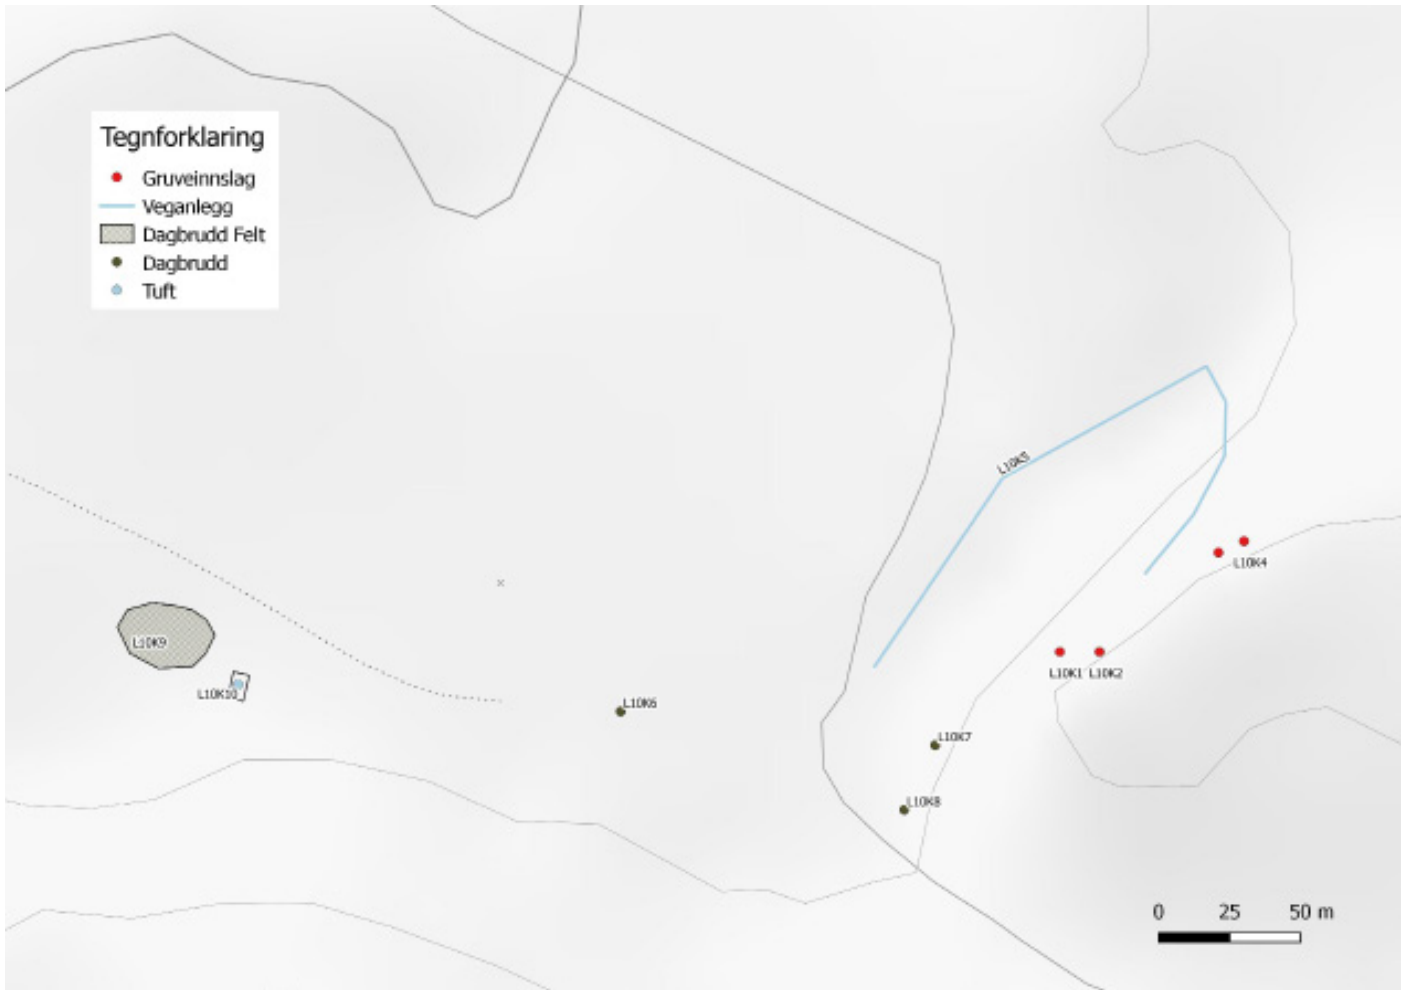 Tegnforklaring
Gruveinnslag
Veganlegg
Dagbrudd Felt
Dagbrudd
Tuft
L10K5
L10K4
L10K9
L10K1 L10K2
L10K10
L10K6
L10K7
L10K8
0 25 50 m